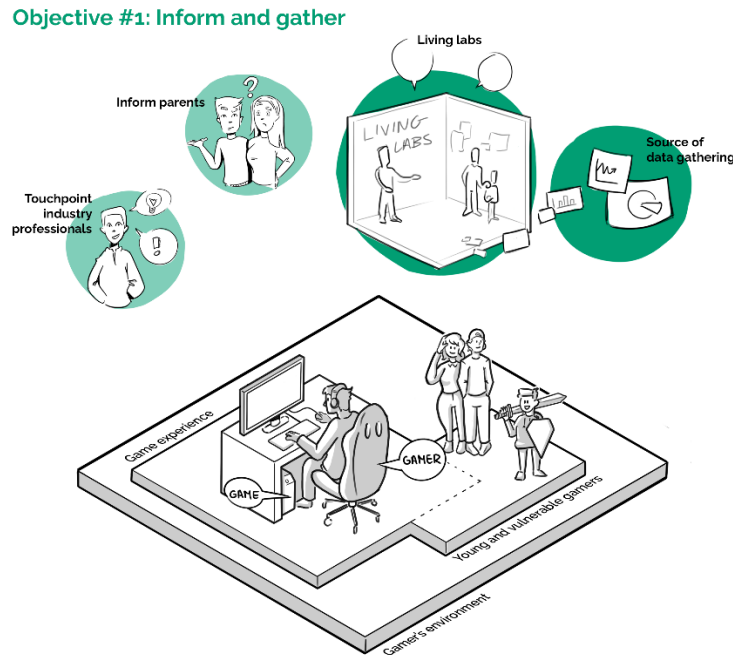 Objective #1: Inform and gather
Living labs
Inform parents
?
LIVING
LABS
Source of
data gathering
Touchpoint
industry
professionals
!
Game experience
GAMER
GAME
Young and vulnerable gamers
Gamer's environment